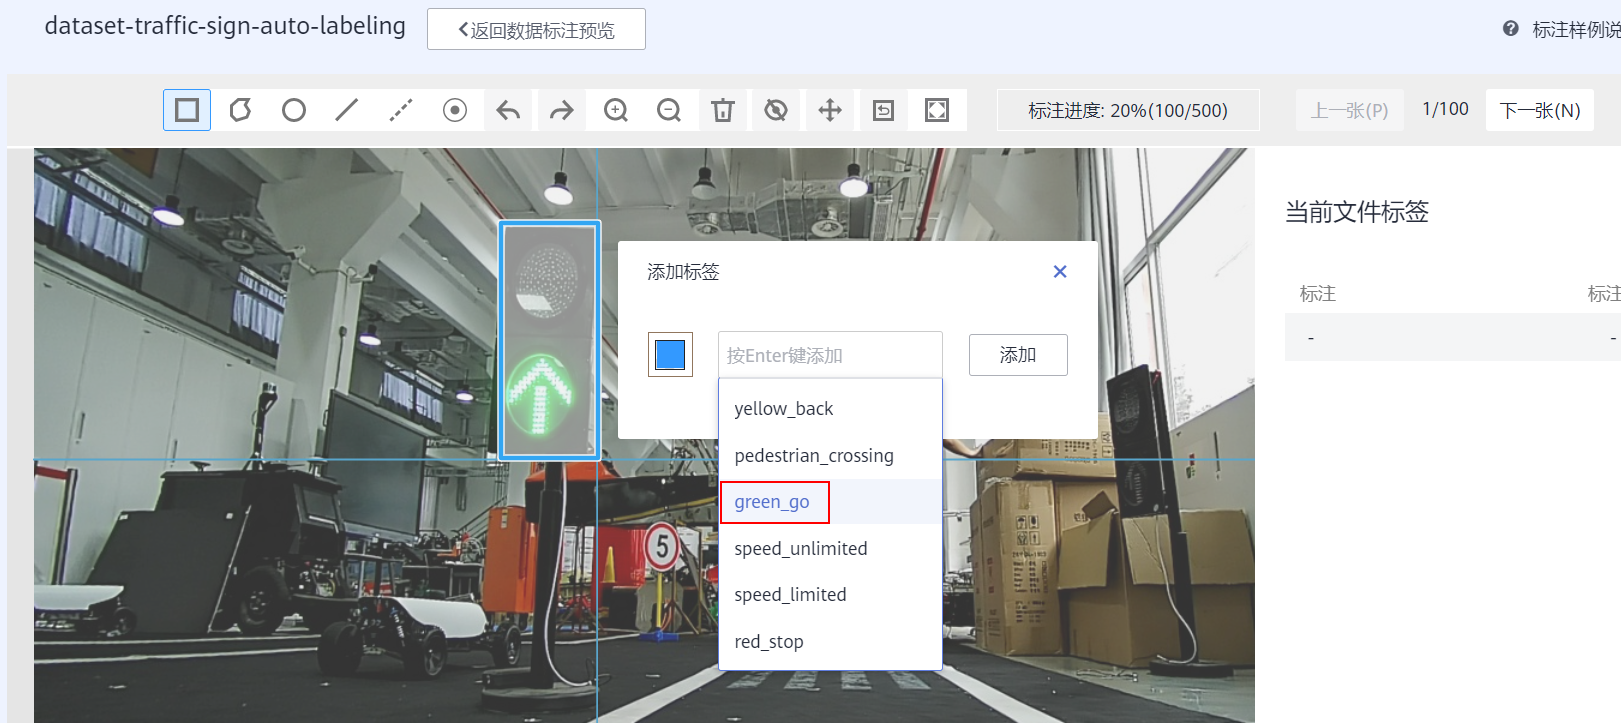 dataset-traffic-sign-auto-labeling
返回数据标注预览
标注样例说
标注进度: 20%(100/500)
上一张(P)
1/100
下一张(N)
当前文件标签
标注
标注
-
-
添加标签
按Enter键添加
添加
yellow_back
pedestrian_crossing
green_go
speed_unlimited
speed_limited
red_stop
5